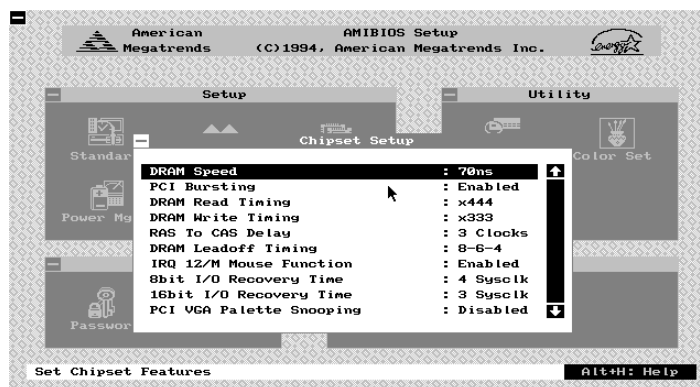 American
Megatrends
AMIBIOS Setup
(C)1994, American Megatrends Inc.
energy
Setup
Utility
Standar
Color Set
Chipset Setup
DRAM Speed : 70ns
PCI Bursting : Enabled
DRAM Read Timing : x444
DRAM Write Timing : x333
RAS To CAS Delay : 3 Clocks
DRAM Leadoff Timing : 8-6-4
IRQ 12/M Mouse Function : Enabled
8bit I/O Recovery Time : 4 Sysclk
16bit I/O Recovery Time : 3 Sysclk
PCI VGA Palette Snooping : Disabled
Power Mg
Passwor
Set Chipset Features
Alt+H: Help